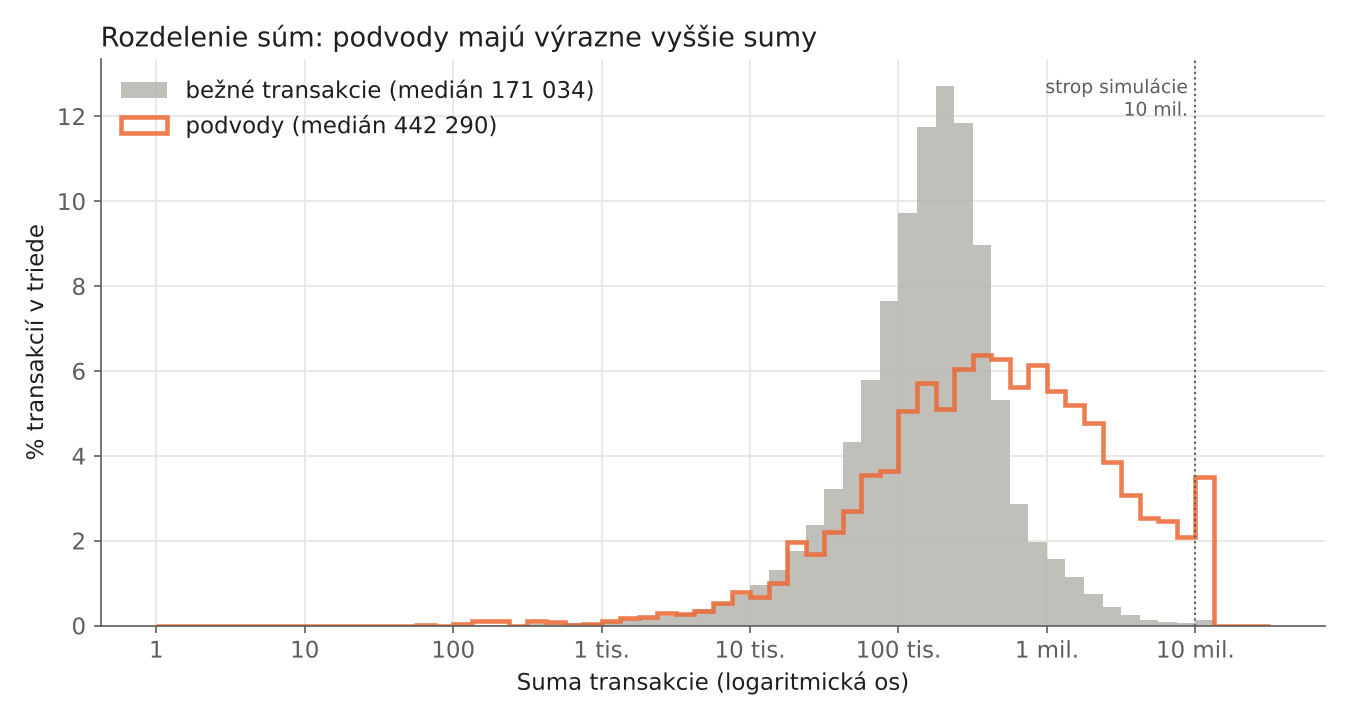 Rozdelenie súm: podvody majú výrazne vyššie sumy
bežné transakcie (medián 171 034)
podvody (medián 442 290)
strop simulácie
10 mil.
% transakcií v triede
12
10
8
6
4
2
0
1
10
100
1 tis.
10 tis.
100 tis.
1 mil.
10 mil.
Suma transakcie (logaritmická os)